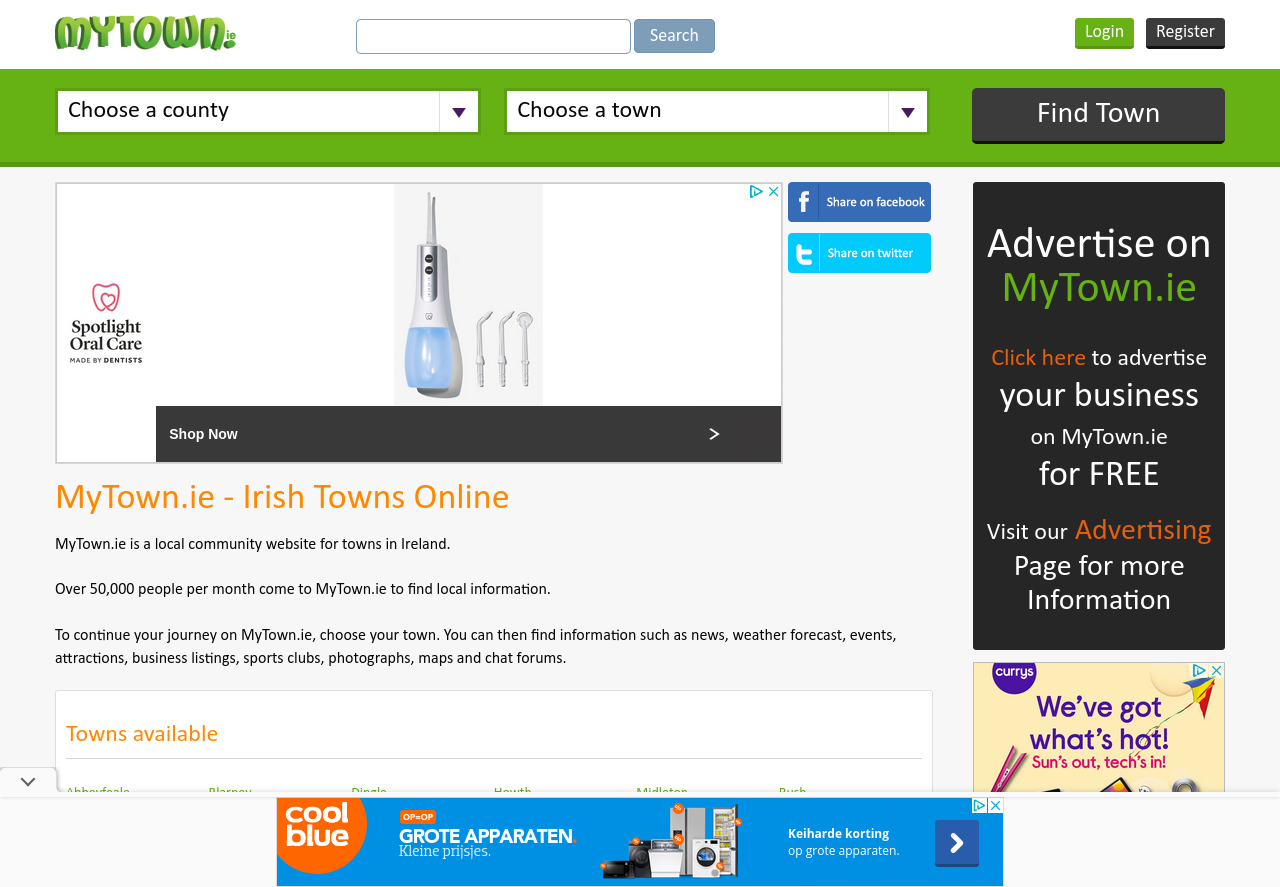 MYTOWN.ie
Search
Login
Register
Choose a county
Choose a town
Find Town
Spotlight
Oral Care
MADE BY DENTISTS
Shop Now
Share on facebook
Share on twitter
Advertise on
MyTown.ie
Click here to advertise
your business
on MyTown.ie
for FREE
Visit our Advertising
Page for more
Information
MyTown.ie - Irish Towns Online
MyTown.ie is a local community website for towns in Ireland.
Over 50,000 people per month come to MyTown.ie to find local information.
To continue your journey on MyTown.ie, choose your town. You can then find information such as news, weather forecast, events,
attractions, business listings, sports clubs, photographs, maps and chat forums.
currys
We've got
what's hot!
Sun's out, tech's in!
Towns available
Abbeyfeale Blarney Dingle Howth Midleton Rush
cool
blue
OP=OP
GROTE APPARATEN.
Kleine prijsjes.
Keiharde korting
op grote apparaten.